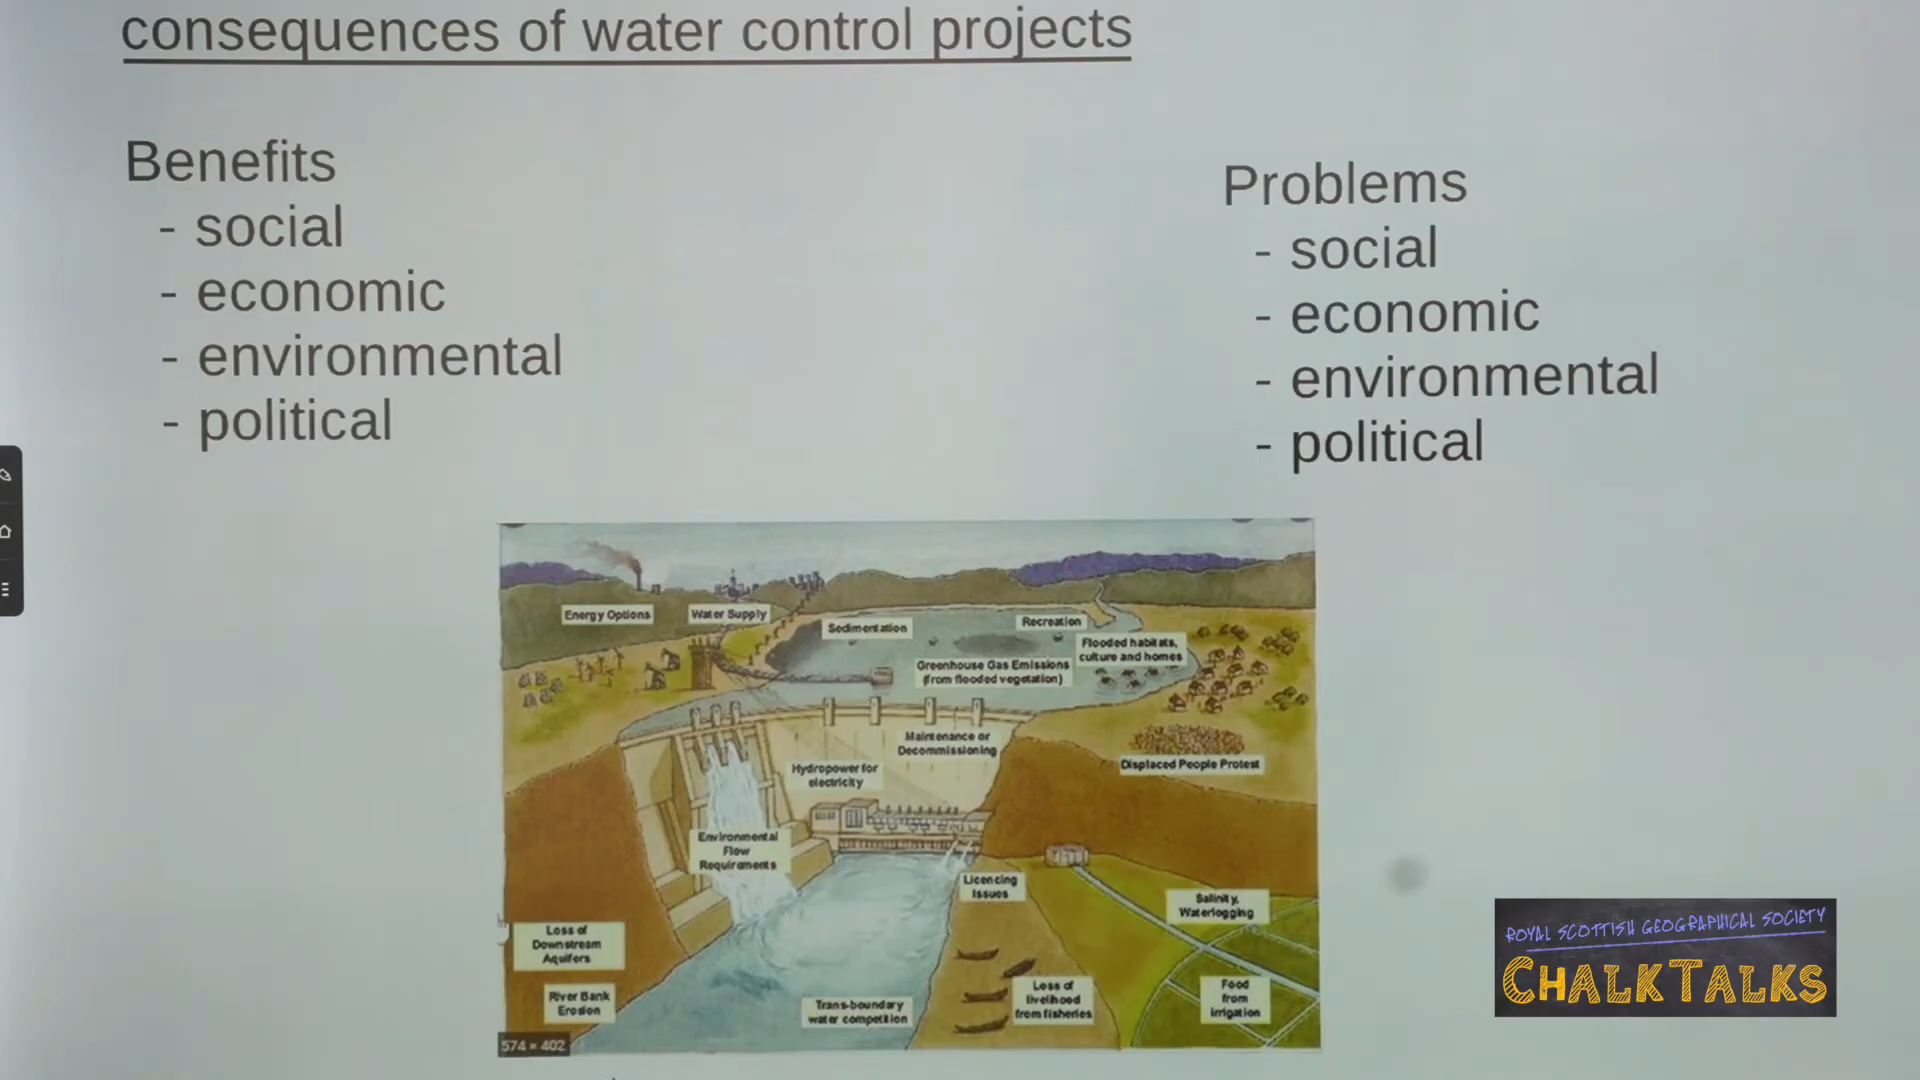 consequences of water control projects
Benefits
- social
- economic
- environmental
- political
Problems
- social
- economic
- environmental
- political
Energy Options
Water Supply
Sedimentation
Recreation
Flooded habitats,
culture and homes
Greenhouse Gas Emissions
(from flooded vegetation)
Maintenance or
Decommissioning
Displaced People Protest
Hydropower for
electricity
Environmental
Flow
Requirements
Licencing
Issues
Salinity,
Waterlogging
Loss of
Downstream
Aquifers
River Bank
Erosion
Trans-boundary
water competition
Loss of
livelihood
from fisheries
Food
from
irrigation
574 × 402
ROYAL SCOTTISH GEOGRAPHICAL SOCIETY
CHALKTALKS